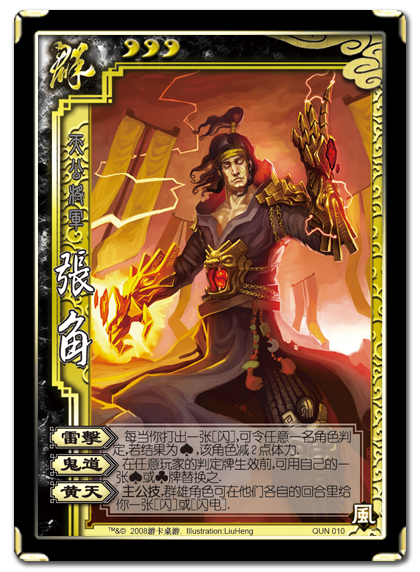 群
天公將軍
張角
雷擊
每当你打出一张[闪],可令任意一名角色判
定,若结果为♠,该角色减2点体力.
鬼道
在任意玩家的判定牌生效前,可用自己的一
张♠或♣牌替换之.
黄天
主公技,群雄角色可在他们各自的回合里给
你一张[闪]或[闪电].
風
™&© 2008游卡桌游. Illustration:LiuHeng
QUN 010